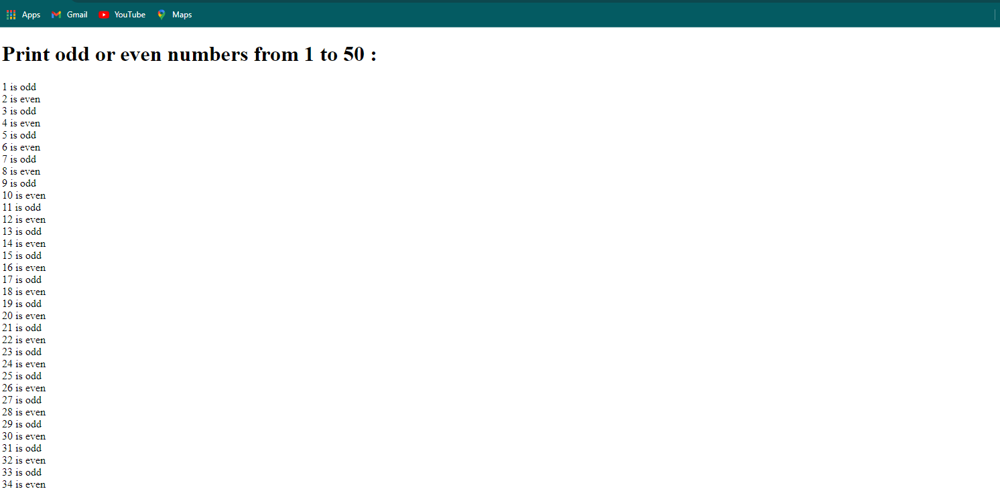 Apps Gmail YouTube Maps
Print odd or even numbers from 1 to 50 :
1 is odd
2 is even
3 is odd
4 is even
5 is odd
6 is even
7 is odd
8 is even
9 is odd
10 is even
11 is odd
12 is even
13 is odd
14 is even
15 is odd
16 is even
17 is odd
18 is even
19 is odd
20 is even
21 is odd
22 is even
23 is odd
24 is even
25 is odd
26 is even
27 is odd
28 is even
29 is odd
30 is even
31 is odd
32 is even
33 is odd
34 is even